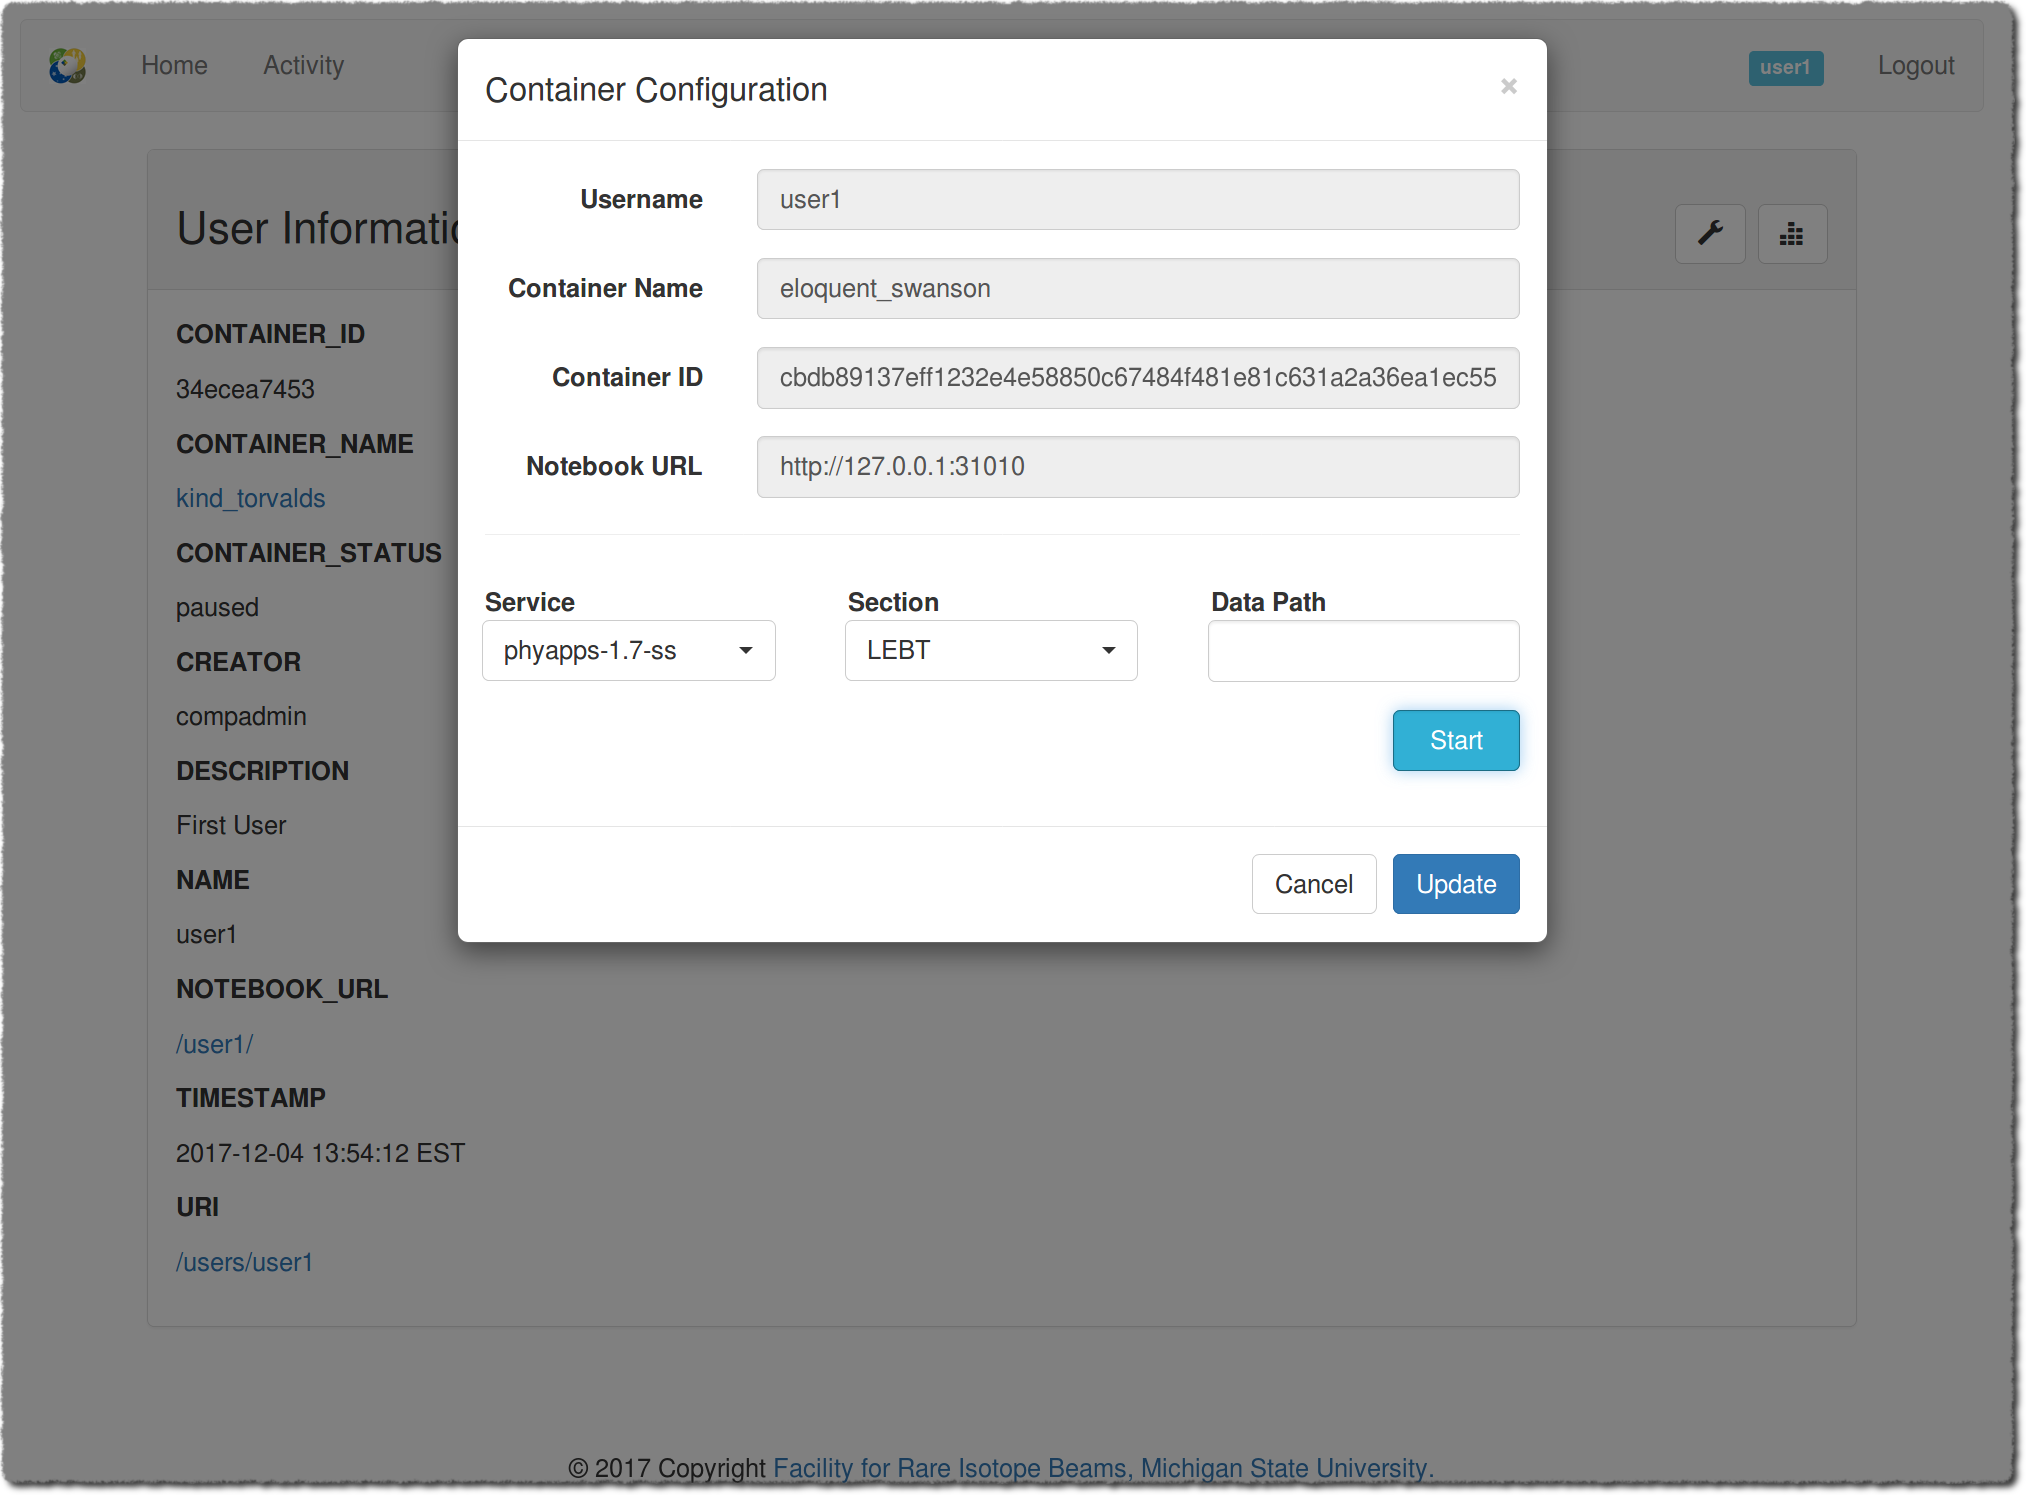 Home Activity user1 Logout
Container Configuration ×
Username user1
Container Name eloquent_swanson
Container ID cbdb89137eff1232e4e58850c67484f481e81c631a2a36ea1ec55
Notebook URL http://127.0.0.1:31010
Service Section Data Path
phyapps-1.7-ss LEBT
Start
Cancel Update
User Informatio
CONTAINER_ID
34ecea7453
CONTAINER_NAME
kind_torvalds
CONTAINER_STATUS
paused
CREATOR
compadmin
DESCRIPTION
First User
NAME
user1
NOTEBOOK_URL
/user1/
TIMESTAMP
2017-12-04 13:54:12 EST
URI
/users/user1
© 2017 Copyright Facility for Rare Isotope Beams, Michigan State University.